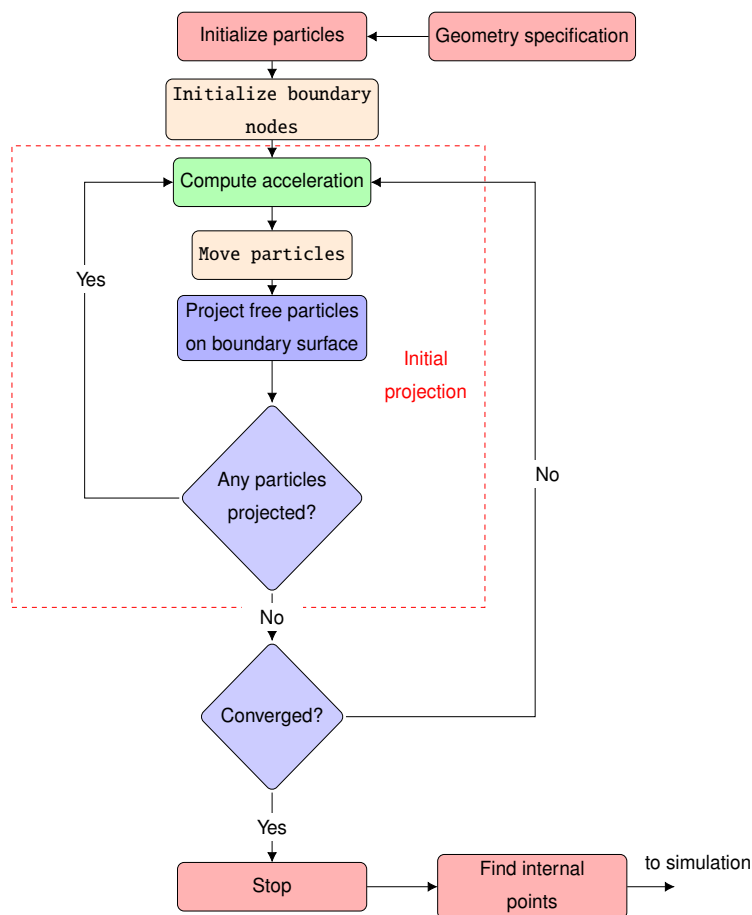 Initialize particles
Geometry specification
Initialize boundary
nodes
Compute acceleration
Move particles
Yes
Project free particles
on boundary surface
Initial
projection
Any particles
projected?
No
No
Converged?
Yes
Stop
Find internal
points
to simulation